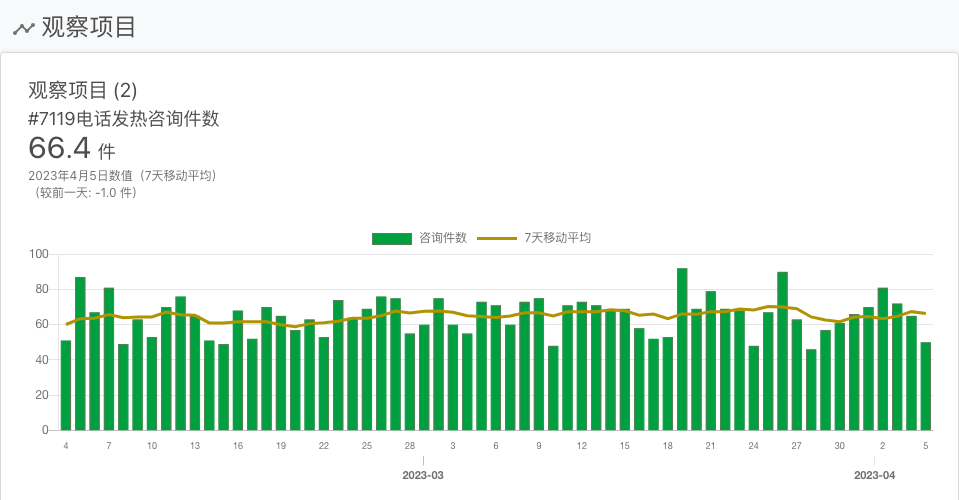 观察项目
观察项目 (2)
#7119电话发热咨询件数
66.4 件
2023年4月5日数值（7天移动平均）
（较前一天: -1.0 件）
咨询件数 7天移动平均
100
80
60
40
20
0
4 7 10 13 16 19 22 25 28 3 6 9 12 15 18 21 24 27 30 2 5
2023-03 2023-04